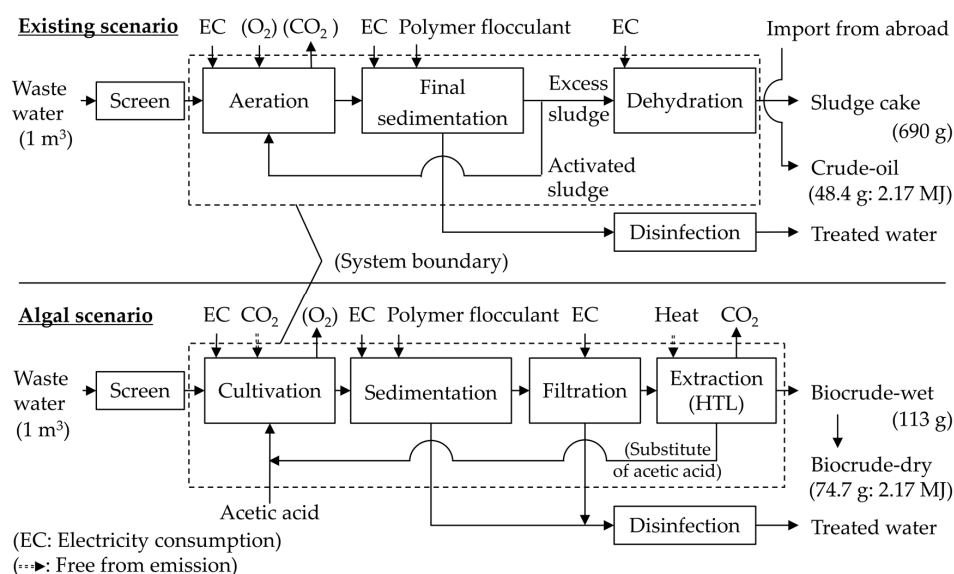 Existing scenario
EC (O2) (CO2) EC Polymer flocculant EC Import from abroad
Waste
water
(1 m³)
Screen
Aeration
Final
sedimentation
Excess
sludge
Dehydration
Sludge cake
(690 g)
Activated
sludge
Crude-oil
(48.4 g: 2.17 MJ)
Disinfection
Treated water
(System boundary)
Algal scenario
EC CO2 (O2) EC Polymer flocculant EC Heat CO2
Waste
water
(1 m³)
Screen
Cultivation
Sedimentation
Filtration
Extraction
(HTL)
Biocrude-wet
(113 g)
(Substitute
of acetic acid)
Biocrude-dry
(74.7 g: 2.17 MJ)
Acetic acid
Disinfection
Treated water
(EC: Electricity consumption)
(⇢: Free from emission)